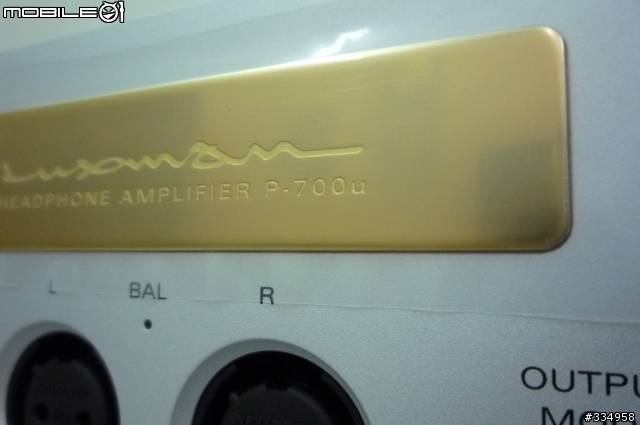 MOBILE01
Luxman
HEADPHONE AMPLIFIER P-700u
L BAL R
OUTPU
#334958